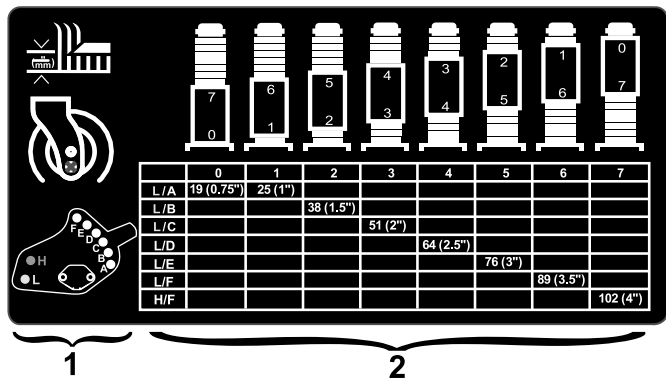 (mm)
7 6 5 4 3 2 1 0
0 1 2 3 4 5 6 7
F E D C B A
H
L
0 1 2 3 4 5 6 7
L/A 19 (0.75") 25 (1")
L/B 38 (1.5")
L/C 51 (2")
L/D 64 (2.5")
L/E 76 (3")
L/F 89 (3.5")
H/F 102 (4")
1 2